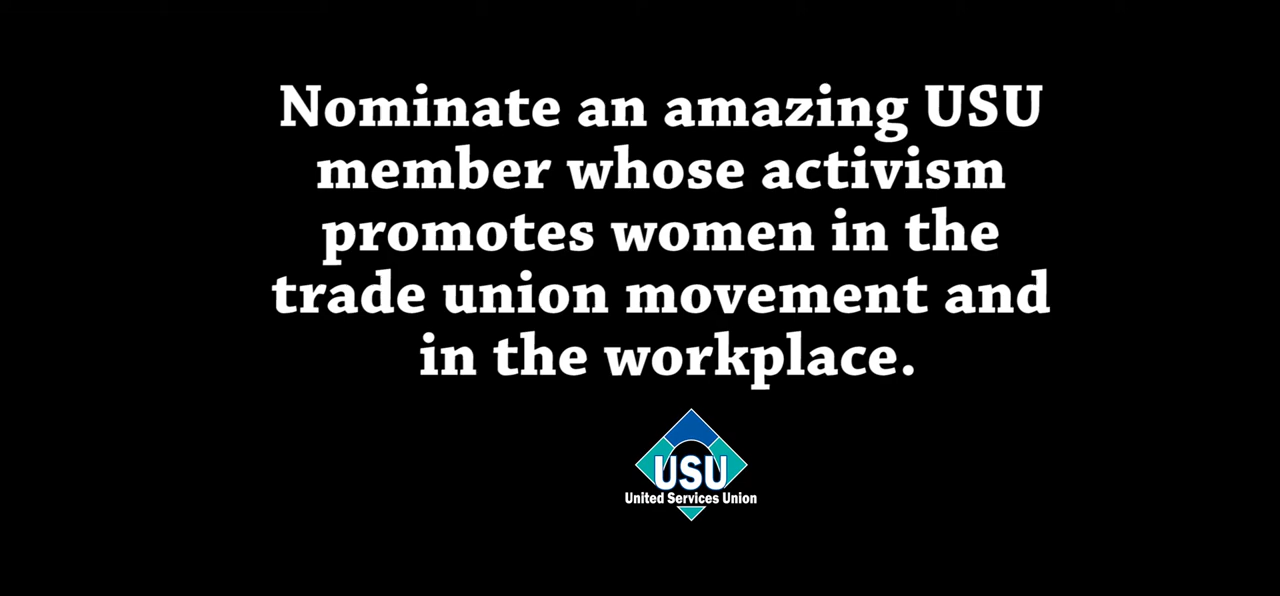 Nominate an amazing USU
member whose activism
promotes women in the
trade union movement and
in the workplace.
USU
United Services Union